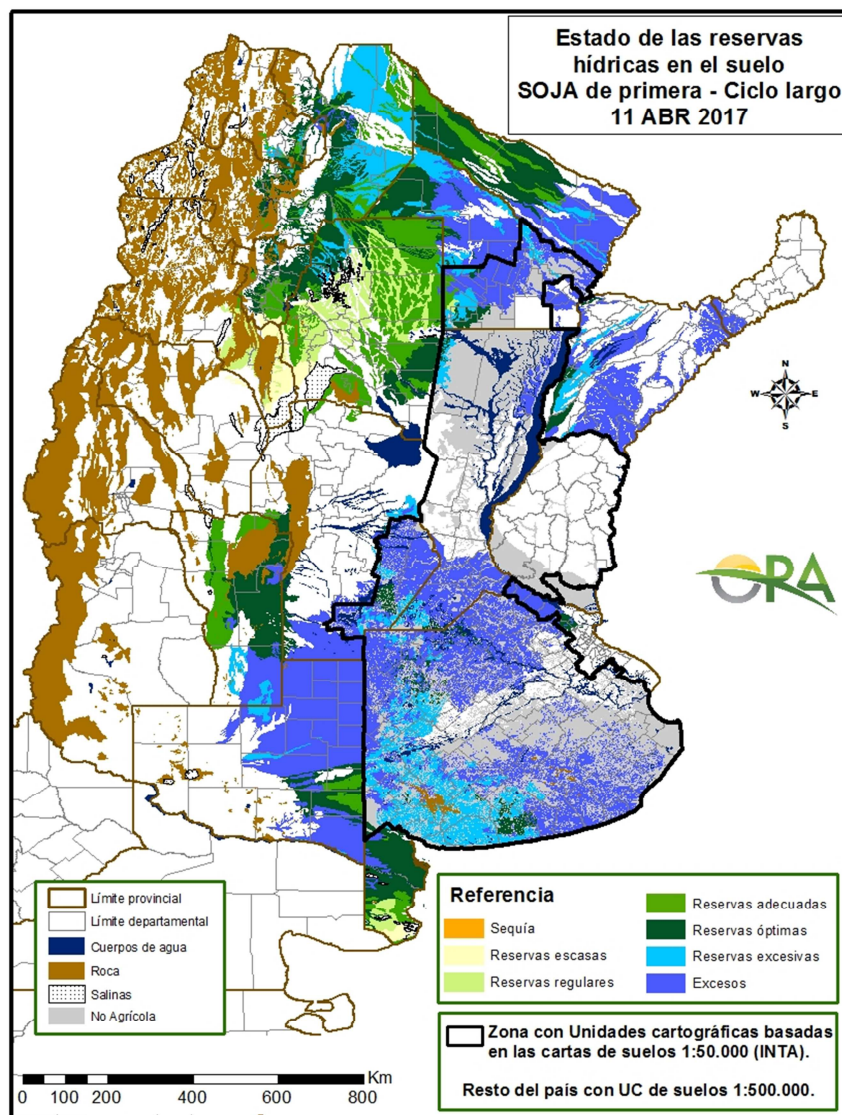 Estado de las reservas
hídricas en el suelo
SOJA de primera - Ciclo largo
11 ABR 2017
N
W E
S
ORA
Límite provincial
Límite departamental
Cuerpos de agua
Roca
Salinas
No Agrícola
Referencia
Sequía
Reservas escasas
Reservas regulares
Reservas adecuadas
Reservas óptimas
Reservas excesivas
Excesos
Zona con Unidades cartográficas basadas
en las cartas de suelos 1:50.000 (INTA).
Resto del país con UC de suelos 1:500.000.
Km
0 100 200 400 600 800